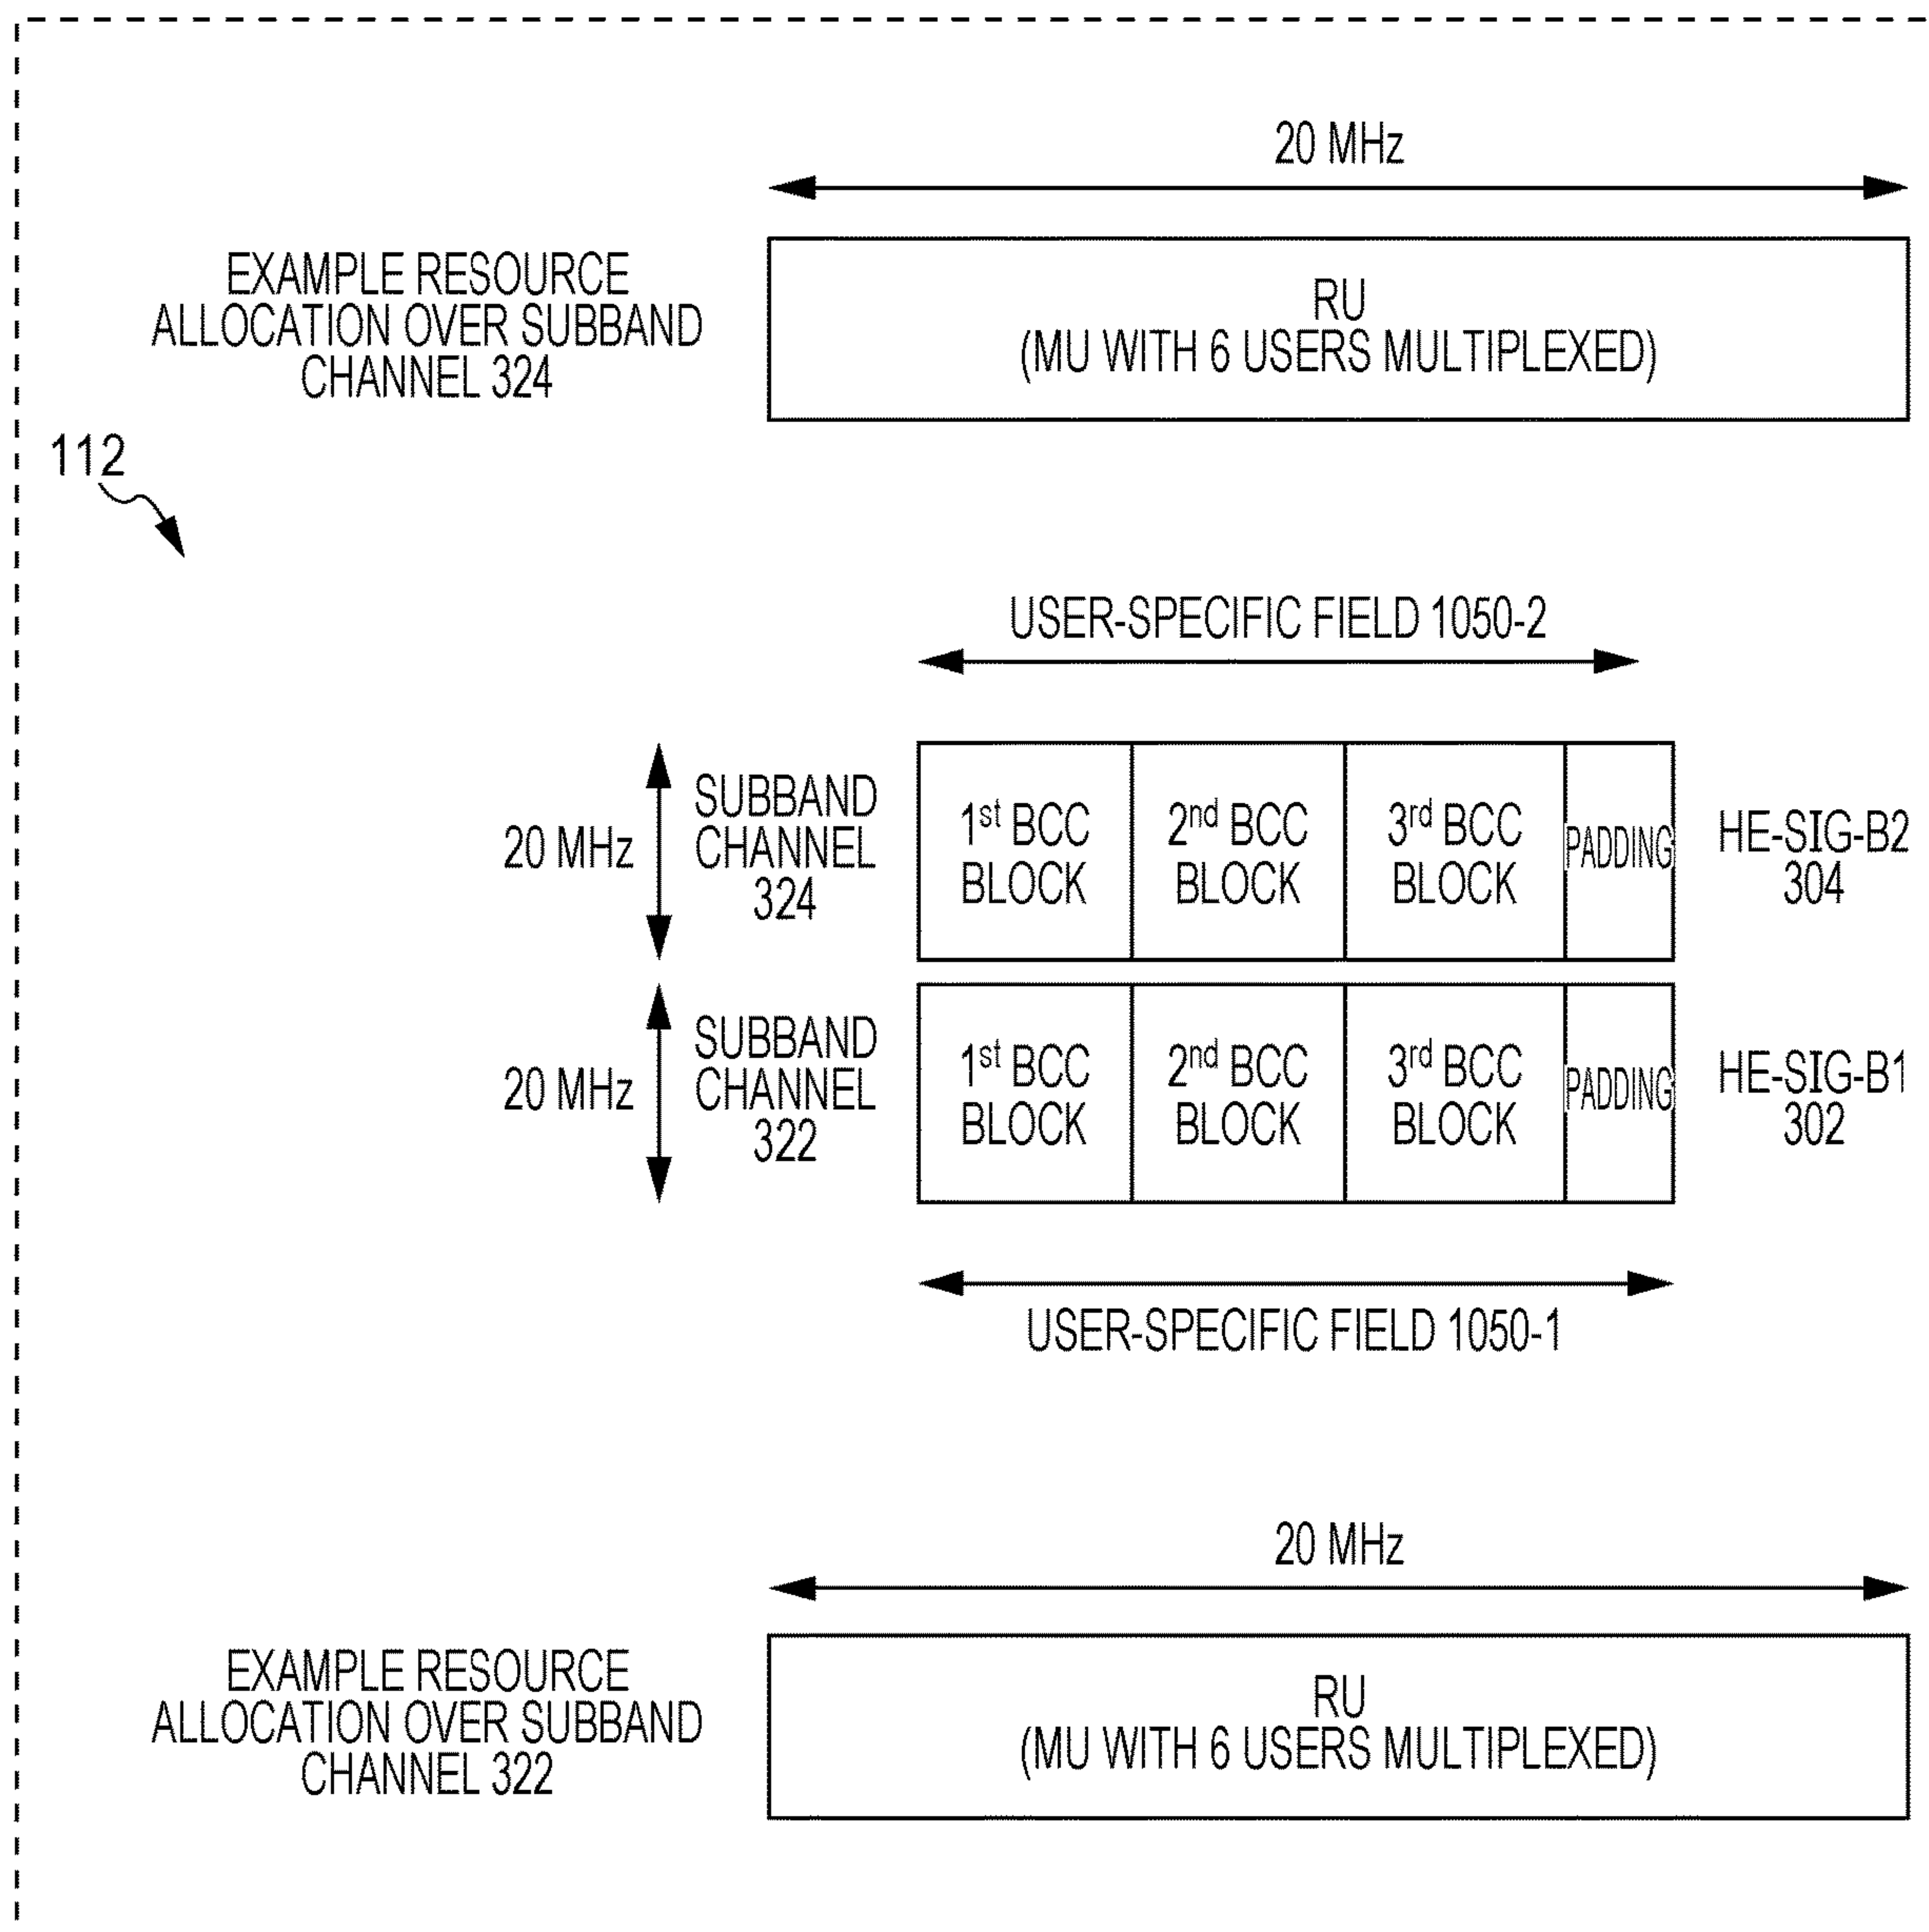 20 MHz
EXAMPLE RESOURCE
ALLOCATION OVER SUBBAND
CHANNEL 324
RU
(MU WITH 6 USERS MULTIPLEXED)
112
USER-SPECIFIC FIELD 1050-2
20 MHz
SUBBAND
CHANNEL
324
1st BCC
BLOCK
2nd BCC
BLOCK
3rd BCC
BLOCK
PADDING
HE-SIG-B2
304
20 MHz
SUBBAND
CHANNEL
322
1st BCC
BLOCK
2nd BCC
BLOCK
3rd BCC
BLOCK
PADDING
HE-SIG-B1
302
USER-SPECIFIC FIELD 1050-1
20 MHz
EXAMPLE RESOURCE
ALLOCATION OVER SUBBAND
CHANNEL 322
RU
(MU WITH 6 USERS MULTIPLEXED)